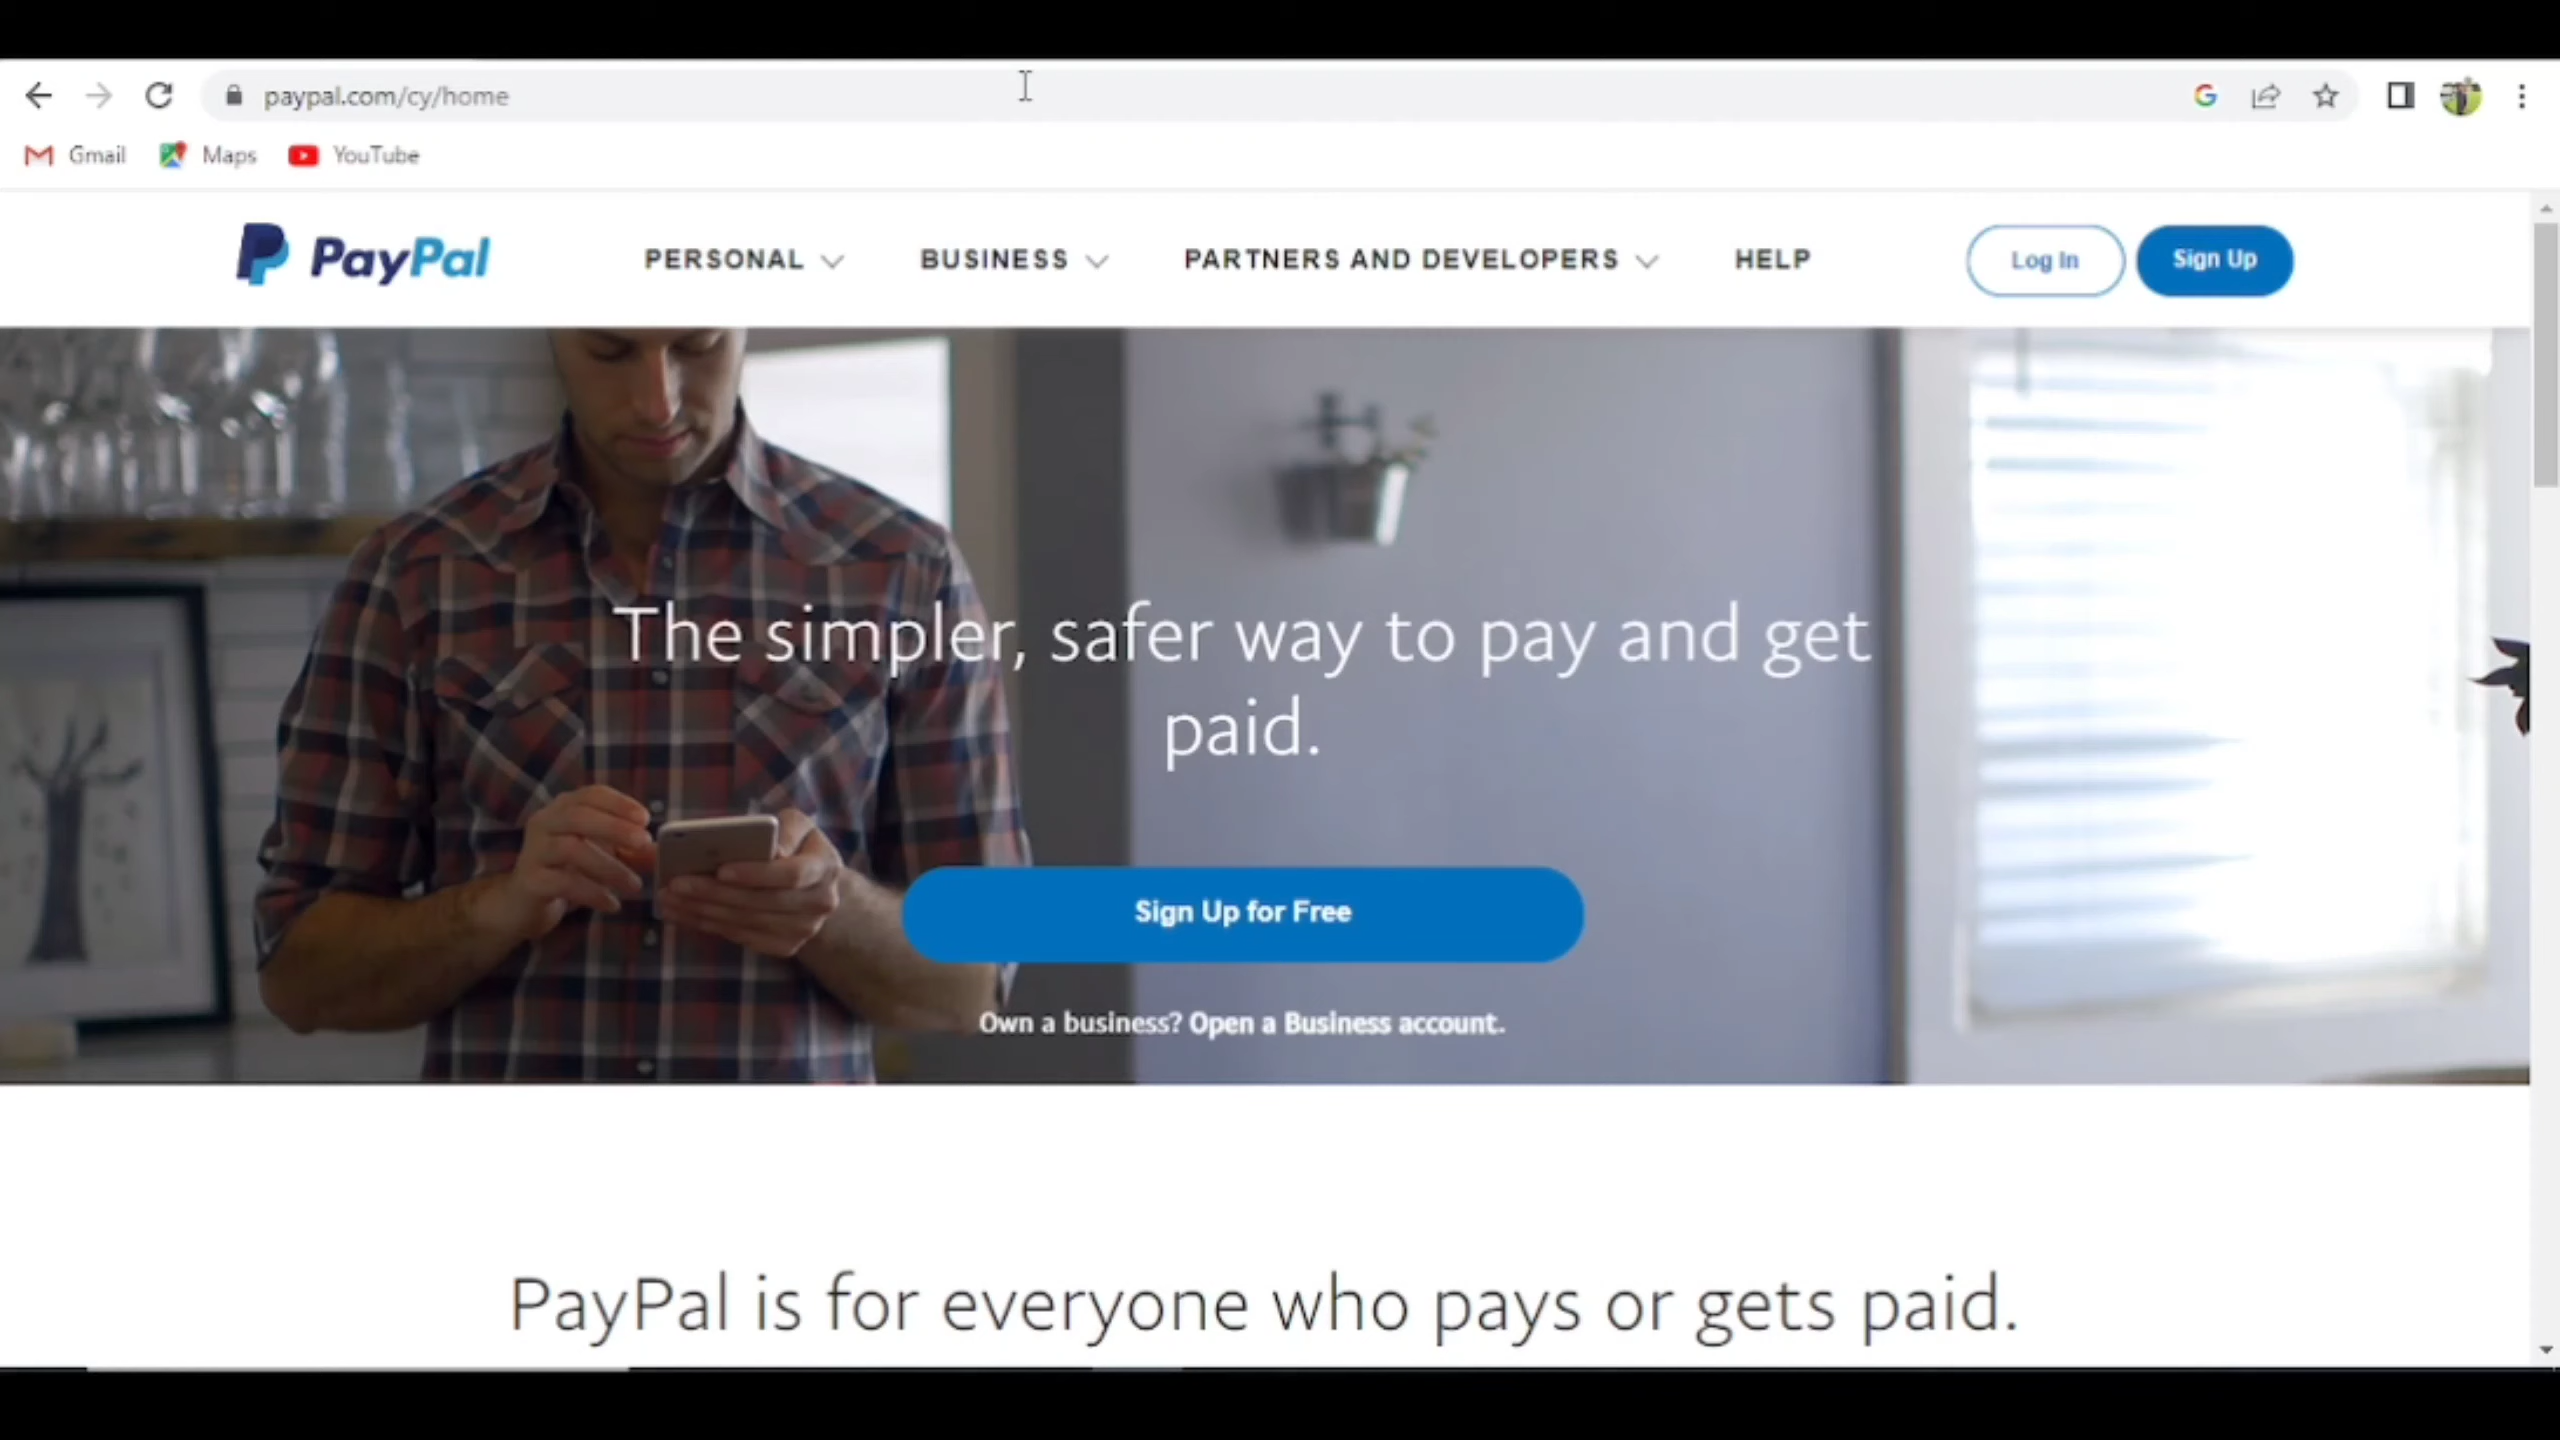 paypal.com/cy/home
Gmail Maps YouTube
PayPal PERSONAL BUSINESS PARTNERS AND DEVELOPERS HELP Log In Sign Up
The simpler, safer way to pay and get
paid.
Sign Up for Free
Own a business? Open a Business account.
PayPal is for everyone who pays or gets paid.